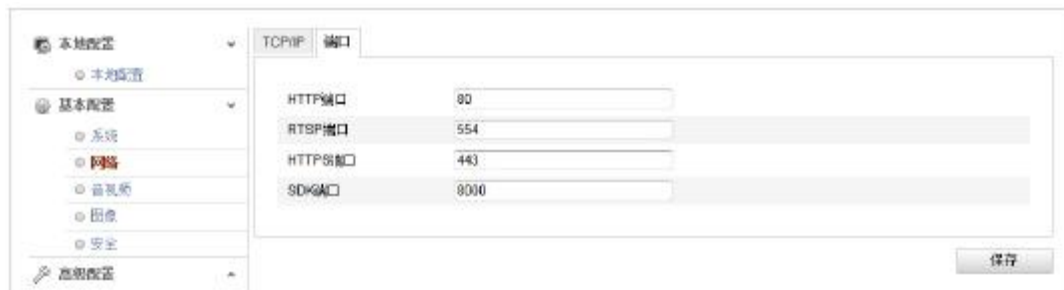 本地配置
本地配置
基本配置
系统
网络
音视频
图像
安全
高级配置
TCP/IP 端口
HTTP端口 80
RTSP端口 554
HTTPS端口 443
SDK端口 8000
保存